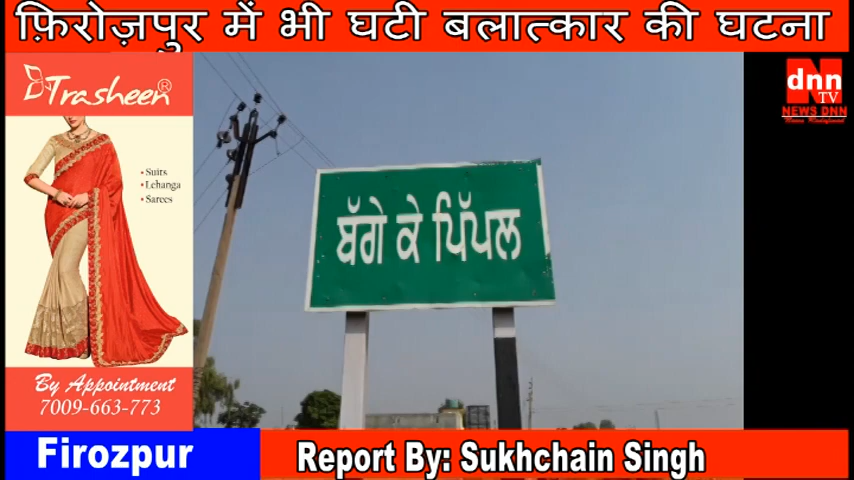 फ़िरोज़पुर में भी घटी बलात्कार की घटना
Trasheen®
• Suits
• Lehanga
• Sarees
By Appointment
7009-663-773
ਬੱਗੇ ਕੇ ਪਿੱਪਲ
dnn
TV
NEWS DNN
Firozpur
Report By: Sukhchain Singh